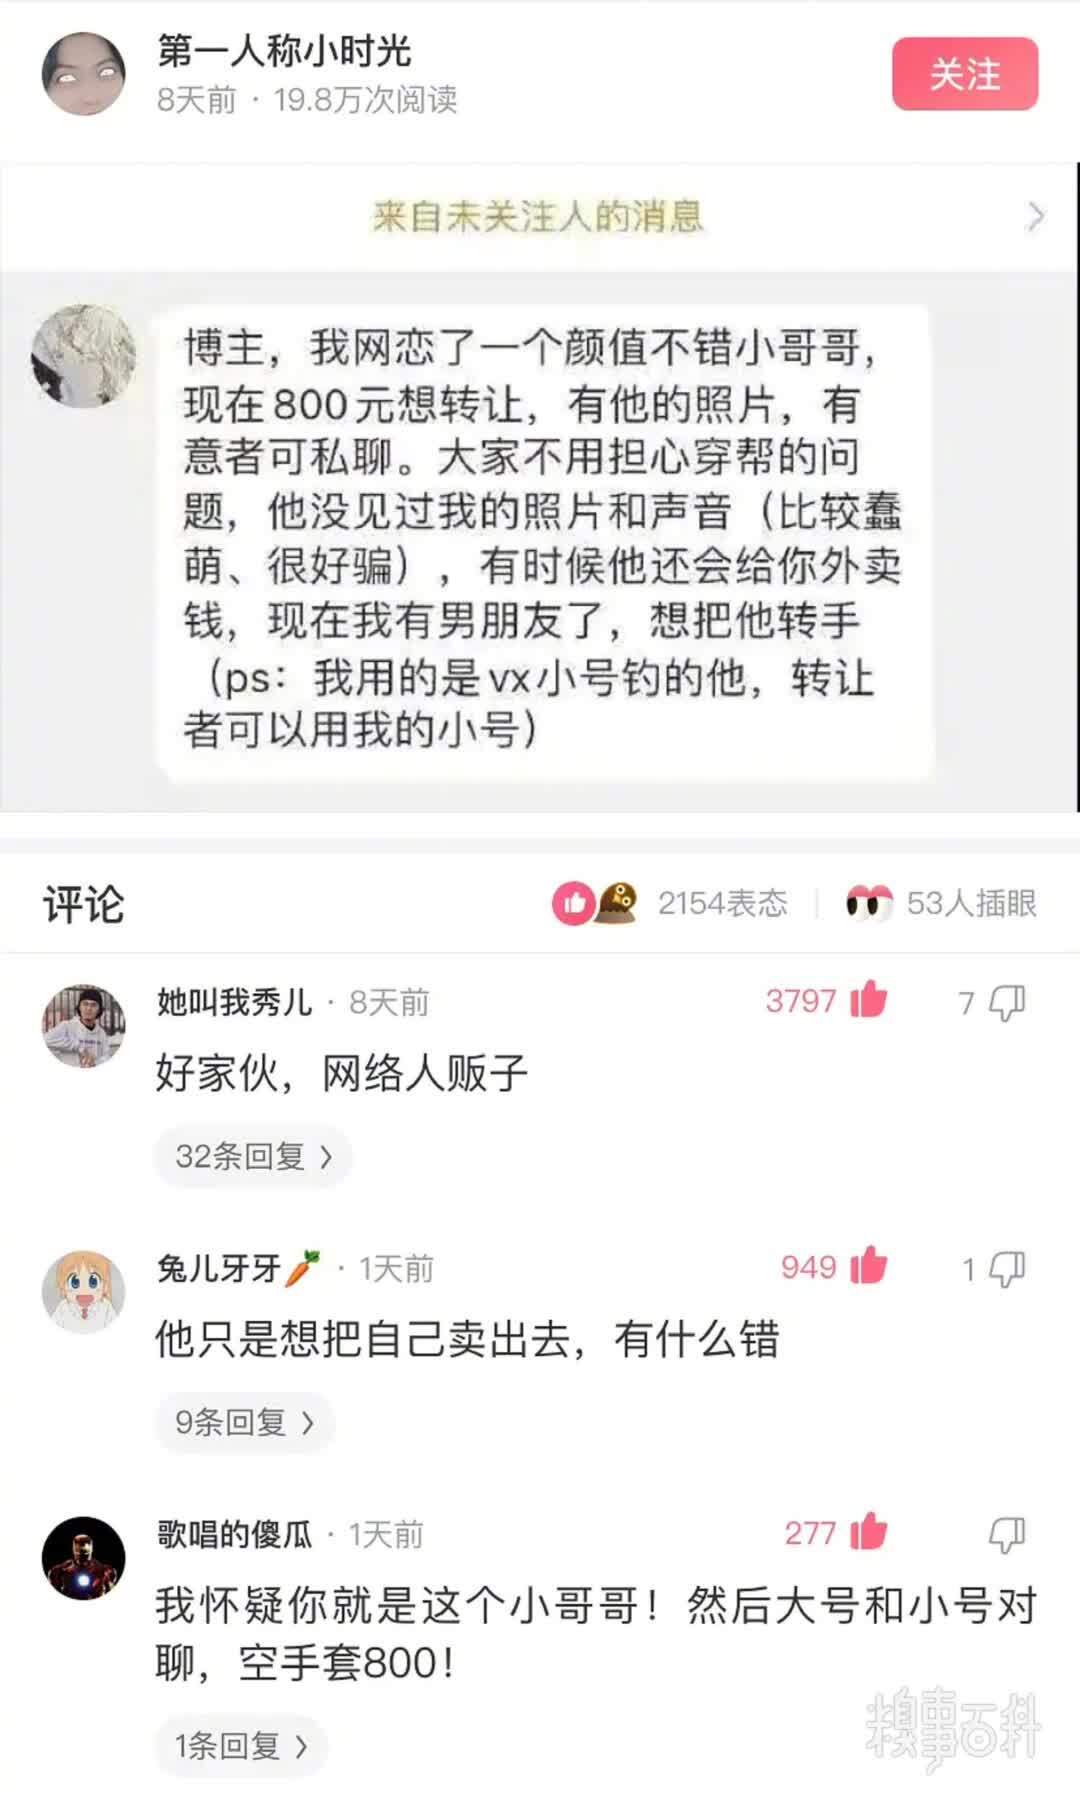 第一人称小时光
8天前 · 19.8万次阅读
关注
来自未关注人的消息
博主，我网恋了一个颜值不错小哥哥，
现在800元想转让，有他的照片，有
意者可私聊。大家不用担心穿帮的问
题，他没见过我的照片和声音（比较蠢
萌、很好骗），有时候他还会给你外卖
钱，现在我有男朋友了，想把他转手
（ps：我用的是vx小号钓的他，转让
者可以用我的小号）
评论
2154表态
53人插眼
她叫我秀儿 · 8天前
3797
7
好家伙，网络人贩子
32条回复
兔儿牙牙🥕 · 1天前
949
1
他只是想把自己卖出去，有什么错
9条回复
歌唱的傻瓜 · 1天前
277
我怀疑你就是这个小哥哥！然后大号和小号对
聊，空手套800！
1条回复
糗事百科